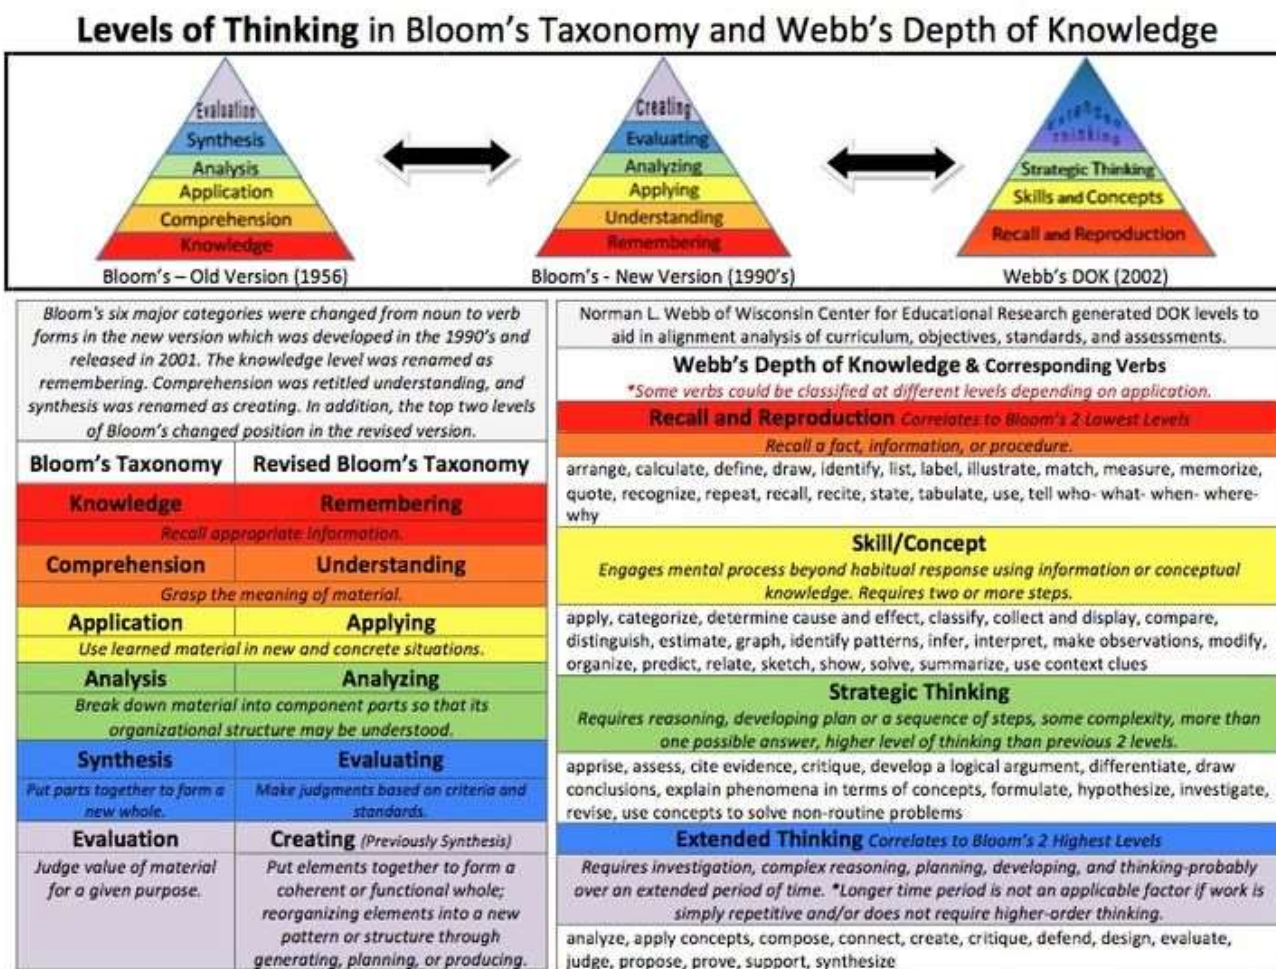 Levels of Thinking in Bloom's Taxonomy and Webb's Depth of Knowledge
Evaluation
Synthesis
Analysis
Application
Comprehension
Knowledge
Bloom's – Old Version (1956)
Creating
Evaluating
Analyzing
Applying
Understanding
Remembering
Bloom's - New Version (1990's)
Extended
Thinking
Strategic Thinking
Skills and Concepts
Recall and Reproduction
Webb's DOK (2002)
Bloom's six major categories were changed from noun to verb
forms in the new version which was developed in the 1990's and
released in 2001. The knowledge level was renamed as
remembering. Comprehension was retitled understanding, and
synthesis was renamed as creating. In addition, the top two levels
of Bloom's changed position in the revised version.
Bloom's Taxonomy Revised Bloom's Taxonomy
Knowledge Remembering
Recall appropriate information.
Comprehension Understanding
Grasp the meaning of material.
Application Applying
Use learned material in new and concrete situations.
Analysis Analyzing
Break down material into component parts so that its
organizational structure may be understood.
Synthesis
Put parts together to form a
new whole.
Evaluating
Make judgments based on criteria and
standards.
Evaluation
Judge value of material
for a given purpose.
Creating (Previously Synthesis)
Put elements together to form a
coherent or functional whole;
reorganizing elements into a new
pattern or structure through
generating, planning, or producing.
Norman L. Webb of Wisconsin Center for Educational Research generated DOK levels to
aid in alignment analysis of curriculum, objectives, standards, and assessments.
Webb's Depth of Knowledge & Corresponding Verbs
*Some verbs could be classified at different levels depending on application.
Recall and Reproduction Correlates to Bloom's 2 Lowest Levels
Recall a fact, information, or procedure.
arrange, calculate, define, draw, identify, list, label, illustrate, match, measure, memorize,
quote, recognize, repeat, recall, recite, state, tabulate, use, tell who- what- when- where-
why
Skill/Concept
Engages mental process beyond habitual response using information or conceptual
knowledge. Requires two or more steps.
apply, categorize, determine cause and effect, classify, collect and display, compare,
distinguish, estimate, graph, identify patterns, infer, interpret, make observations, modify,
organize, predict, relate, sketch, show, solve, summarize, use context clues
Strategic Thinking
Requires reasoning, developing plan or a sequence of steps, some complexity, more than
one possible answer, higher level of thinking than previous 2 levels.
apprise, assess, cite evidence, critique, develop a logical argument, differentiate, draw
conclusions, explain phenomena in terms of concepts, formulate, hypothesize, investigate,
revise, use concepts to solve non-routine problems
Extended Thinking Correlates to Bloom's 2 Highest Levels
Requires investigation, complex reasoning, planning, developing, and thinking-probably
over an extended period of time. *Longer time period is not an applicable factor if work is
simply repetitive and/or does not require higher-order thinking.
analyze, apply concepts, compose, connect, create, critique, defend, design, evaluate,
judge, propose, prove, support, synthesize